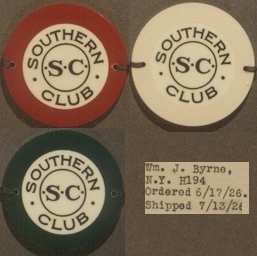 SOUTHERN
·S·C·
CLUB
SOUTHERN
·S·C·
CLUB
SOUTHERN
·S·C·
CLUB
Wm. J. Byrne,
N.Y. H194
Ordered 6/17/26.
Shipped 7/13/26